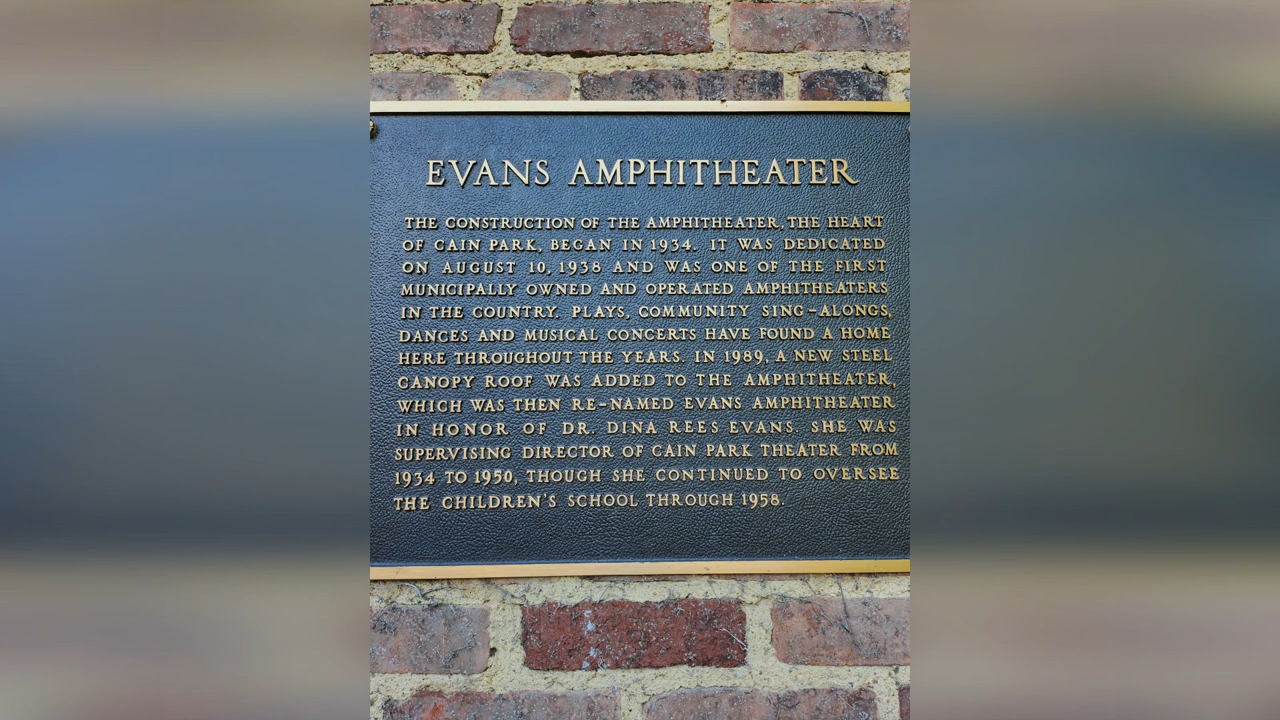 EVANS AMPHITHEATER
THE CONSTRUCTION OF THE AMPHITHEATER, THE HEART
OF CAIN PARK, BEGAN IN 1934. IT WAS DEDICATED
ON AUGUST 10, 1938 AND WAS ONE OF THE FIRST
MUNICIPALLY OWNED AND OPERATED AMPHITHEATERS
IN THE COUNTRY. PLAYS, COMMUNITY SING-ALONGS,
DANCES AND MUSICAL CONCERTS HAVE FOUND A HOME
HERE THROUGHOUT THE YEARS. IN 1989, A NEW STEEL
CANOPY ROOF WAS ADDED TO THE AMPHITHEATER,
WHICH WAS THEN RE-NAMED EVANS AMPHITHEATER
IN HONOR OF DR. DINA REES EVANS. SHE WAS
SUPERVISING DIRECTOR OF CAIN PARK THEATER FROM
1934 TO 1950, THOUGH SHE CONTINUED TO OVERSEE
THE CHILDREN'S SCHOOL THROUGH 1958.